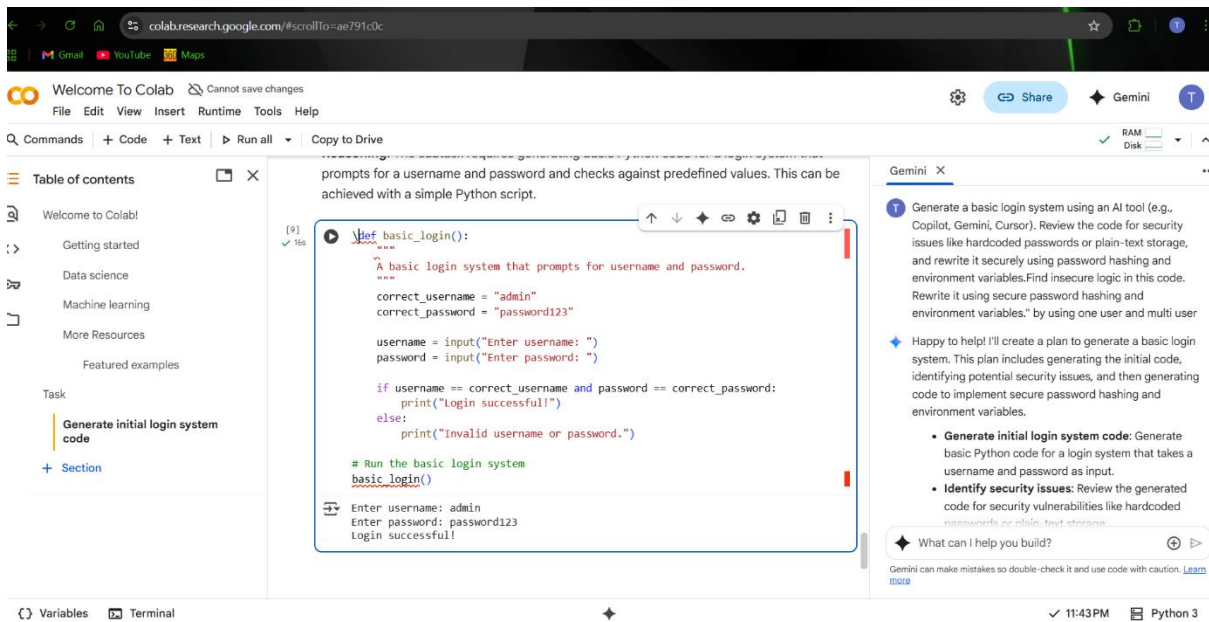 colab.research.google.com/#scrollTo=ae791c0c
T
Gmail YouTube 360 Maps
CO Welcome To Colab Cannot save changes
File Edit View Insert Runtime Tools Help
Share Gemini T
Commands + Code + Text Run all Copy to Drive
RAM
Disk
Table of contents
Welcome to Colab!
Getting started
Data science
Machine learning
More Resources
Featured examples
Task
Generate initial login system
code
+ Section
prompts for a username and password and checks against predefined values. This can be
achieved with a simple Python script.
[9]
16s
\def basic_login():
"""
A basic login system that prompts for username and password.
"""
correct_username = "admin"
correct_password = "password123"
username = input("Enter username: ")
password = input("Enter password: ")
if username == correct_username and password == correct_password:
print("Login successful!")
else:
print("Invalid username or password.")
# Run the basic login system
basic_login()
Enter username: admin
Enter password: password123
Login successful!
Gemini
T Generate a basic login system using an AI tool (e.g.,
Copilot, Gemini, Cursor). Review the code for security
issues like hardcoded passwords or plain-text storage,
and rewrite it securely using password hashing and
environment variables.Find insecure logic in this code.
Rewrite it using secure password hashing and
environment variables." by using one user and multi user
Happy to help! I'll create a plan to generate a basic login
system. This plan includes generating the initial code,
identifying potential security issues, and then generating
code to implement secure password hashing and
environment variables.
• Generate initial login system code: Generate
basic Python code for a login system that takes a
username and password as input.
• Identify security issues: Review the generated
code for security vulnerabilities like hardcoded
passwords or plain-text storage
What can I help you build?
Gemini can make mistakes so double-check it and use code with caution. Learn
more
Variables Terminal
11:43 PM Python 3